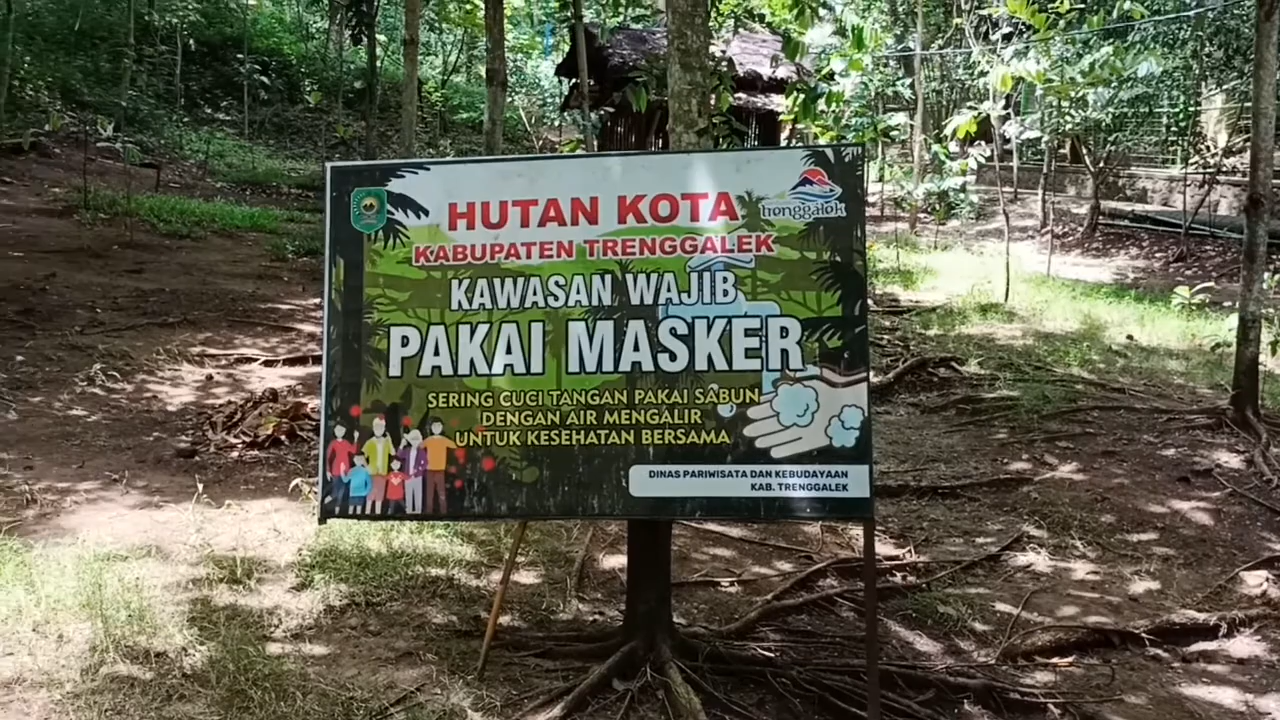 HUTAN KOTA
trenggalek
KABUPATEN TRENGGALEK
KAWASAN WAJIB
PAKAI MASKER
SERING CUCI TANGAN PAKAI SABUN
DENGAN AIR MENGALIR
UNTUK KESEHATAN BERSAMA
DINAS PARIWISATA DAN KEBUDAYAAN
KAB. TRENGGALEK